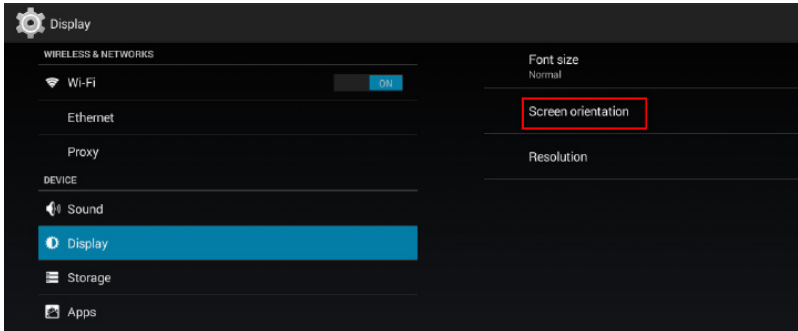 Display
WIRELESS & NETWORKS
Wi-Fi
ON
Ethernet
Proxy
DEVICE
Sound
Display
Storage
Apps
Font size
Normal
Screen orientation
Resolution